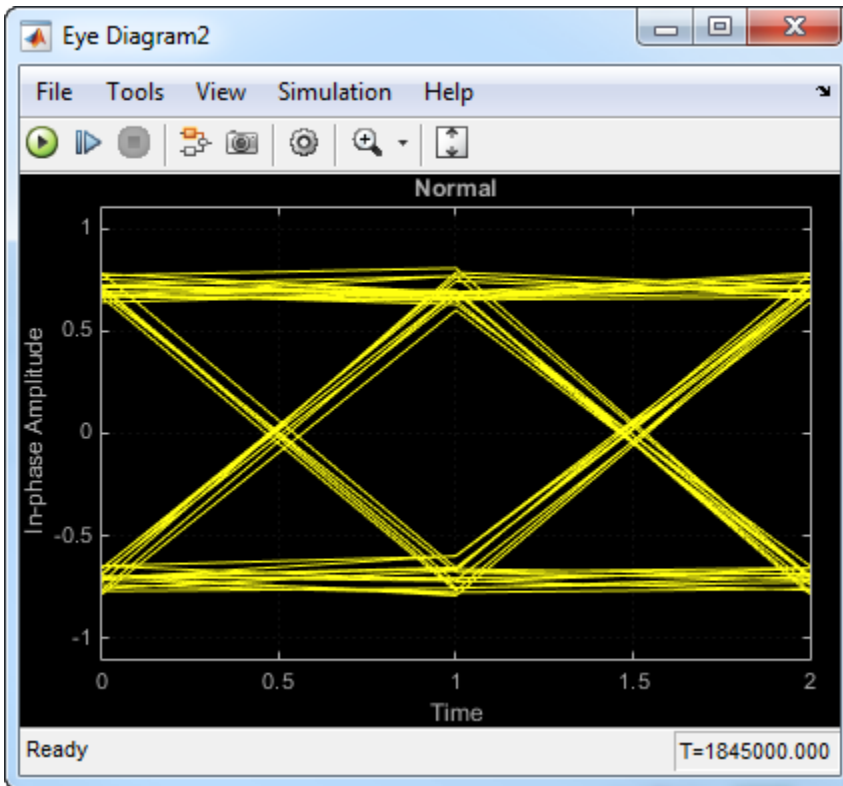 Eye Diagram2
File Tools View Simulation Help
Normal
1
0.5
0
-0.5
-1
In-phase Amplitude
0 0.5 1 1.5 2
Time
Ready T=1845000.000